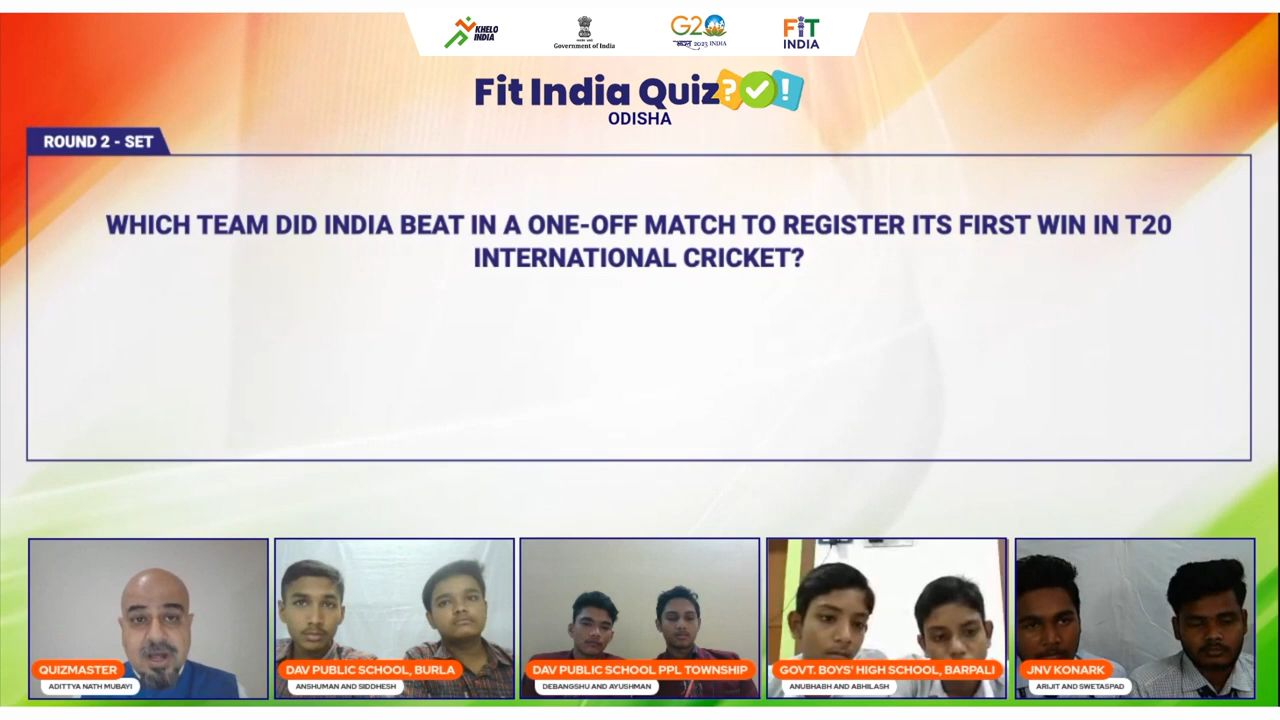 KHELO
INDIA
Government of India
G20
भारत 2023 INDIA
FIT
INDIA
Fit India Quiz?!
ODISHA
ROUND 2 - SET
WHICH TEAM DID INDIA BEAT IN A ONE-OFF MATCH TO REGISTER ITS FIRST WIN IN T20
INTERNATIONAL CRICKET?
QUIZMASTER
ADITTYA NATH MUBAYI
DAV PUBLIC SCHOOL, BURLA
ANSHUMAN AND SIDDHESH
DAV PUBLIC SCHOOL PPL TOWNSHIP
DEBANGSHU AND AYUSHMAN
GOVT. BOYS' HIGH SCHOOL, BARPALI
ANUBHABH AND ABHILASH
JNV KONARK
ARIJIT AND SWETASPAD